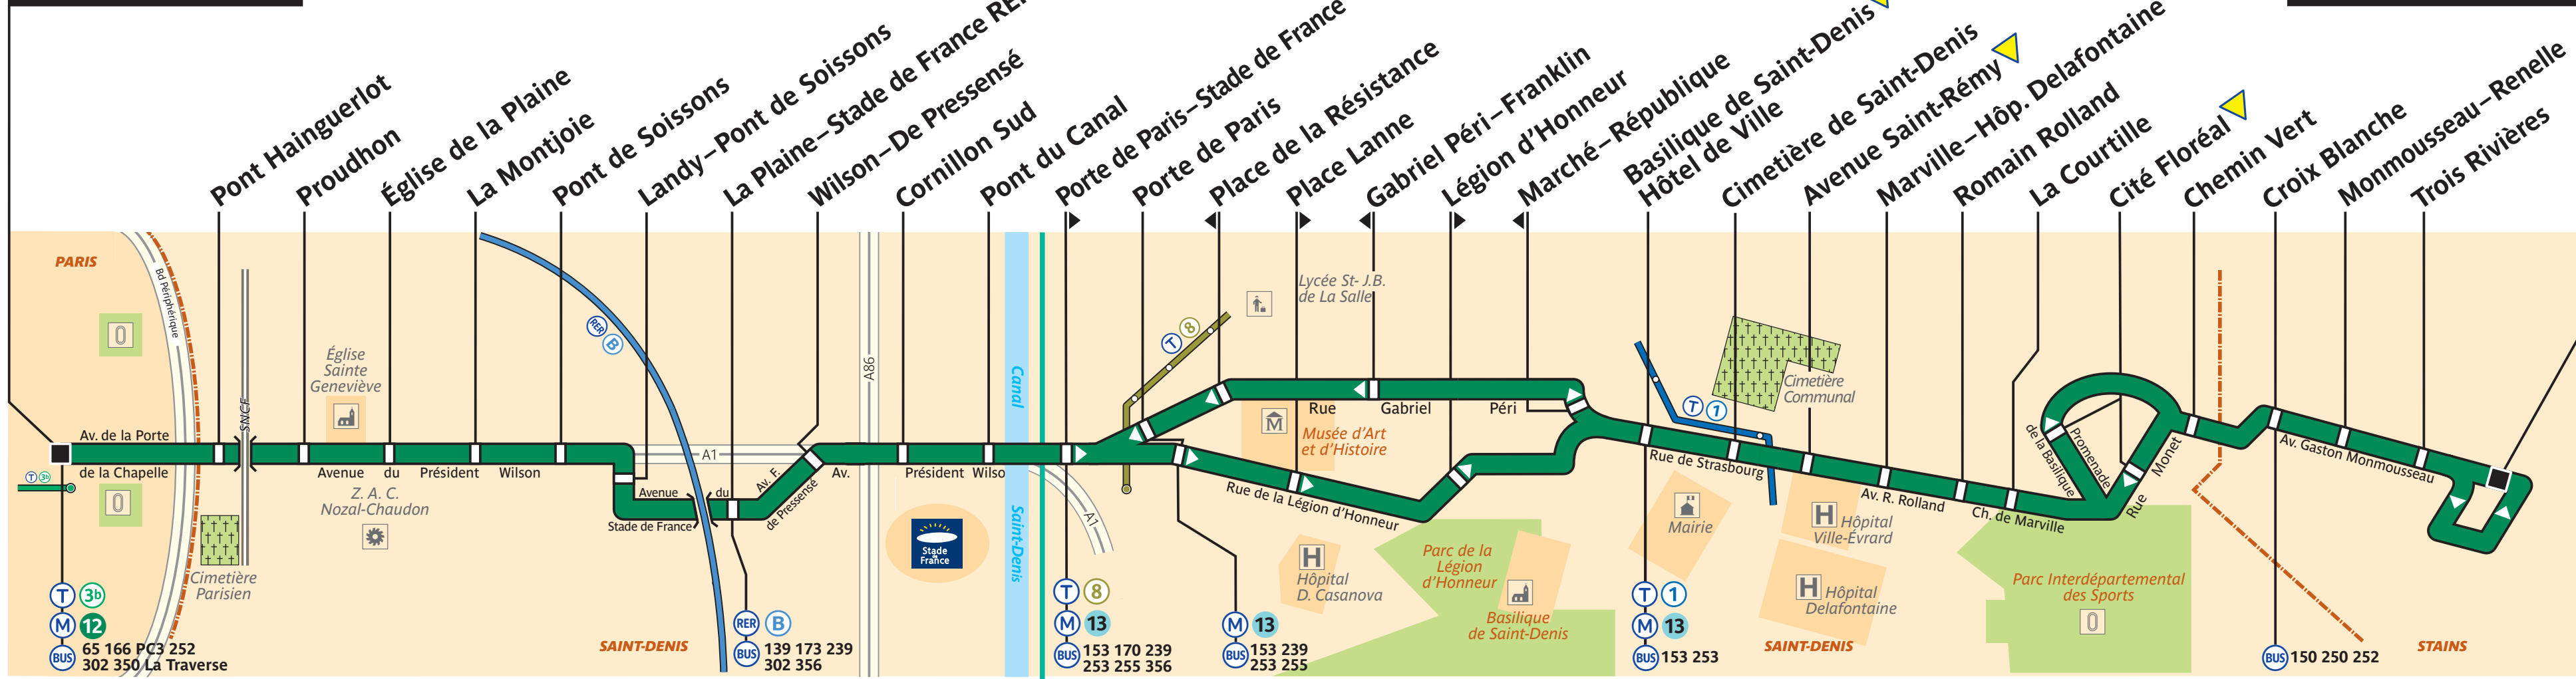 Pont Hainguerlot
Proudhon
Église de la Plaine
La Montjoie
Pont de Soissons
Landy–Pont de Soissons
La Plaine–Stade de France
Wilson–De Pressensé
Cornillon Sud
Pont du Canal
Porte de Paris–Stade de France
Porte de Paris
Place de la Résistance
Place Lanne
Gabriel Péri–Franklin
Légion d'Honneur
Marché–République
Basilique de Saint-Denis
Hôtel de Ville
Cimetière de Saint-Denis
Avenue Saint-Rémy
Marville–Hôp. Delafontaine
Romain Rolland
La Courtille
Cité Floréal
Chemin Vert
Croix Blanche
Monmousseau–Renelle
Trois Rivières
PARIS
Bd Périphérique
SNCF
Av. de la Porte
de la Chapelle
T 3b
Église
Sainte
Geneviève
Avenue du Président Wilson
Z. A. C.
Nozal-Chaudon
Cimetière
Parisien
T 3b
M 12
BUS 65 166 PC3 252
302 350 La Traverse
RER B
A1
Avenue du
Stade de France
Av. F.
de Pressensé
RER B
BUS 139 173 239
302 356
SAINT-DENIS
A86
Av. Président Wilso
Stade
de
France
Canal
Saint-Denis
A1
T 8
M 13
BUS 153 170 239
253 255 356
T 8
Lycée St- J.B.
de La Salle
Rue Gabriel Péri
Musée d'Art
et d'Histoire
Rue de la Légion d'Honneur
M 13
BUS 153 239
253 255
H
Hôpital
D. Casanova
Parc de la
Légion
d'Honneur
Basilique
de Saint-Denis
T 1
Cimetière
Communal
Rue de Strasbourg
Mairie
T 1
M 13
BUS 153 253
H Hôpital
Ville-Évrard
H Hôpital
Delafontaine
SAINT-DENIS
Av. R. Rolland
Ch. de Marville
Promenade
de la Basilique
Rue Monet
Parc Interdépartemental
des Sports
Av. Gaston Monmousseau
BUS 150 250 252
STAINS